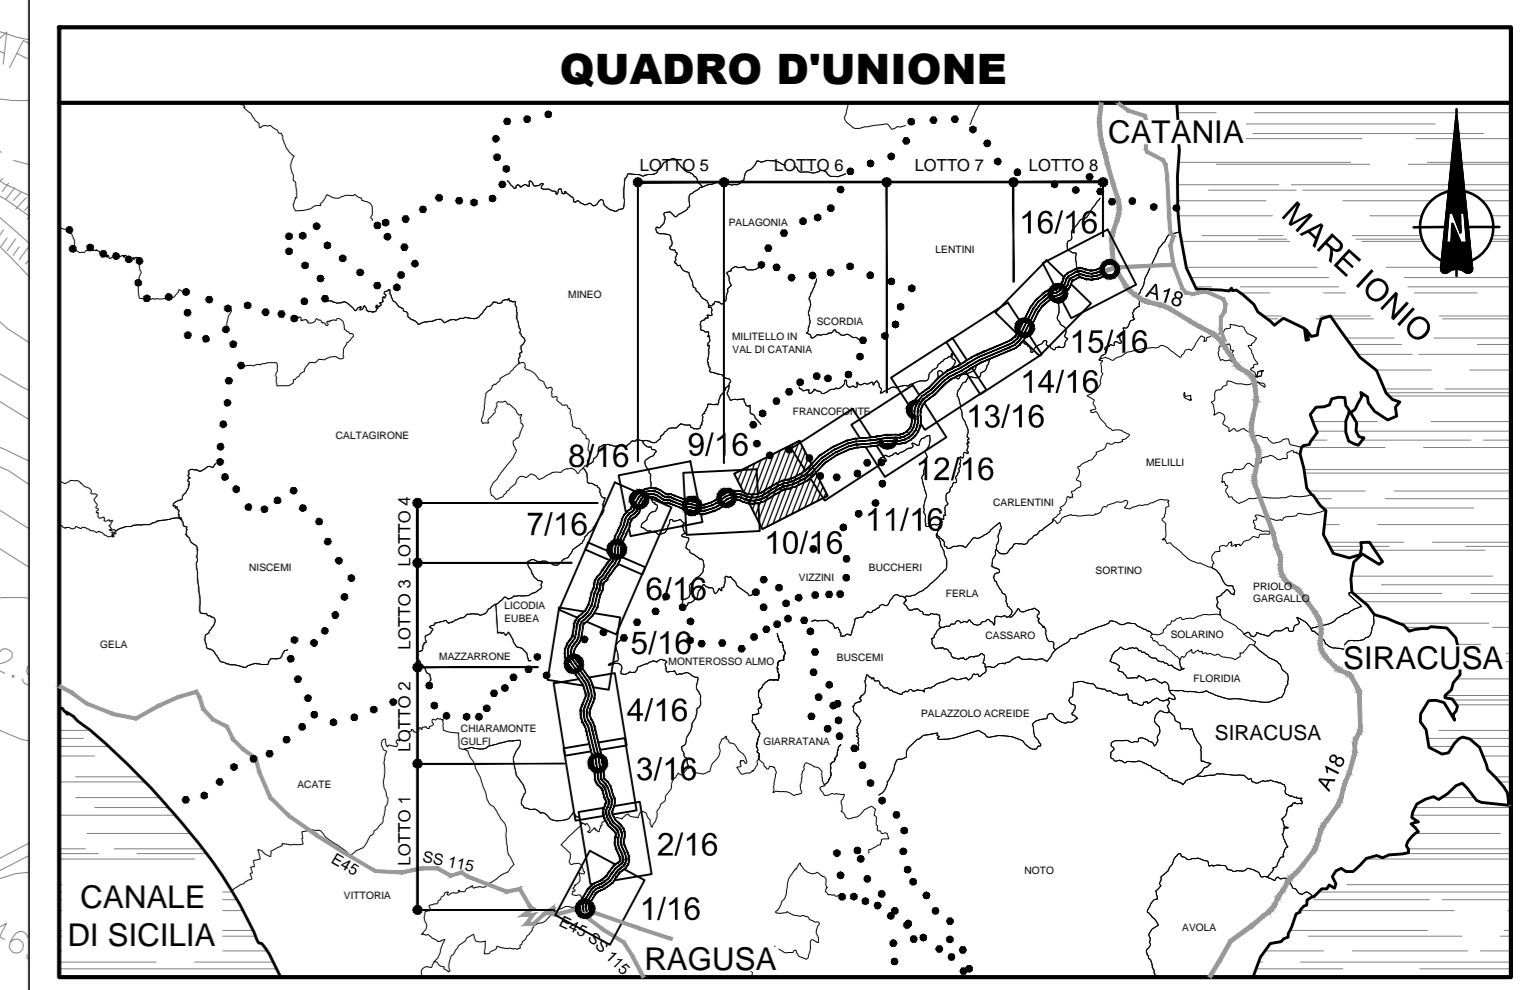 QUADRO D'UNIONE
CATANIA
LOTTO 5
LOTTO 6
LOTTO 7
LOTTO 8
MARE IONIO
N
PALAGONIA
16/16
LENTINI
MINEO
A18
SCORDIA
MILITELLO IN
VAL DI CATANIA
15/16
14/16
FRANCOFONTE
13/16
CALTAGIRONE
9/16
8/16
12/16
MELILLI
CARLENTINI
LOTTO 4
7/16
11/16
10/16
NISCEMI
VIZZINI
BUCCHERI
SORTINO
PRIOLO
GARGALLO
FERLA
6/16
LOTTO 3
LICODIA
EUBEA
GELA
5/16
CASSARO
SOLARINO
MAZZARRONE
MONTEROSSO ALMO
BUSCEMI
SIRACUSA
FLORIDIA
LOTTO 2
4/16
PALAZZOLO ACREIDE
CHIARAMONTE
GULFI
GIARRATANA
SIRACUSA
3/16
A18
ACATE
LOTTO 1
2/16
E45
SS 115
NOTO
VITTORIA
CANALE
DI SICILIA
1/16
AVOLA
E45 SS 115
RAGUSA